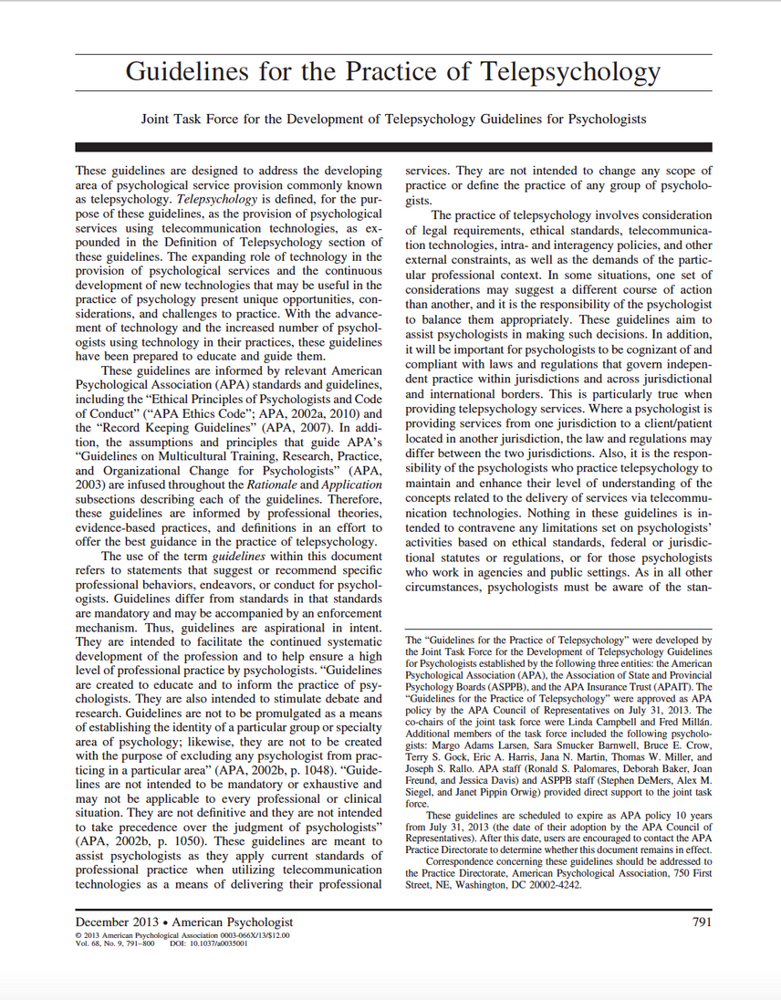 Guidelines for the Practice of Telepsychology
Joint Task Force for the Development of Telepsychology Guidelines for Psychologists
These guidelines are designed to address the developing
area of psychological service provision commonly known
as telepsychology. Telepsychology is defined, for the pur-
pose of these guidelines, as the provision of psychological
services using telecommunication technologies, as ex-
pounded in the Definition of Telepsychology section of
these guidelines. The expanding role of technology in the
provision of psychological services and the continuous
development of new technologies that may be useful in the
practice of psychology present unique opportunities, con-
siderations, and challenges to practice. With the advance-
ment of technology and the increased number of psychol-
ogists using technology in their practices, these guidelines
have been prepared to educate and guide them.
These guidelines are informed by relevant American
Psychological Association (APA) standards and guidelines,
including the “Ethical Principles of Psychologists and Code
of Conduct” (“APA Ethics Code”; APA, 2002a, 2010) and
the “Record Keeping Guidelines” (APA, 2007). In addi-
tion, the assumptions and principles that guide APA’s
“Guidelines on Multicultural Training, Research, Practice,
and Organizational Change for Psychologists” (APA,
2003) are infused throughout the Rationale and Application
subsections describing each of the guidelines. Therefore,
these guidelines are informed by professional theories,
evidence-based practices, and definitions in an effort to
offer the best guidance in the practice of telepsychology.
The use of the term guidelines within this document
refers to statements that suggest or recommend specific
professional behaviors, endeavors, or conduct for psychol-
ogists. Guidelines differ from standards in that standards
are mandatory and may be accompanied by an enforcement
mechanism. Thus, guidelines are aspirational in intent.
They are intended to facilitate the continued systematic
development of the profession and to help ensure a high
level of professional practice by psychologists. “Guidelines
are created to educate and to inform the practice of psy-
chologists. They are also intended to stimulate debate and
research. Guidelines are not to be promulgated as a means
of establishing the identity of a particular group or specialty
area of psychology; likewise, they are not to be created
with the purpose of excluding any psychologist from prac-
ticing in a particular area” (APA, 2002b, p. 1048). “Guide-
lines are not intended to be mandatory or exhaustive and
may not be applicable to every professional or clinical
situation. They are not definitive and they are not intended
to take precedence over the judgment of psychologists”
(APA, 2002b, p. 1050). These guidelines are meant to
assist psychologists as they apply current standards of
professional practice when utilizing telecommunication
technologies as a means of delivering their professional
services. They are not intended to change any scope of
practice or define the practice of any group of psycholo-
gists.
The practice of telepsychology involves consideration
of legal requirements, ethical standards, telecommunica-
tion technologies, intra- and interagency policies, and other
external constraints, as well as the demands of the partic-
ular professional context. In some situations, one set of
considerations may suggest a different course of action
than another, and it is the responsibility of the psychologist
to balance them appropriately. These guidelines aim to
assist psychologists in making such decisions. In addition,
it will be important for psychologists to be cognizant of and
compliant with laws and regulations that govern indepen-
dent practice within jurisdictions and across jurisdictional
and international borders. This is particularly true when
providing telepsychology services. Where a psychologist is
providing services from one jurisdiction to a client/patient
located in another jurisdiction, the law and regulations may
differ between the two jurisdictions. Also, it is the respon-
sibility of the psychologists who practice telepsychology to
maintain and enhance their level of understanding of the
concepts related to the delivery of services via telecommu-
nication technologies. Nothing in these guidelines is in-
tended to contravene any limitations set on psychologists’
activities based on ethical standards, federal or jurisdic-
tional statutes or regulations, or for those psychologists
who work in agencies and public settings. As in all other
circumstances, psychologists must be aware of the stan-
The “Guidelines for the Practice of Telepsychology” were developed by
the Joint Task Force for the Development of Telepsychology Guidelines
for Psychologists established by the following three entities: the American
Psychological Association (APA), the Association of State and Provincial
Psychology Boards (ASPPB), and the APA Insurance Trust (APAIT). The
“Guidelines for the Practice of Telepsychology” were approved as APA
policy by the APA Council of Representatives on July 31, 2013. The
co-chairs of the joint task force were Linda Campbell and Fred Millán.
Additional members of the task force included the following psycholo-
gists: Margo Adams Larsen, Sara Smucker Barnwell, Bruce E. Crow,
Terry S. Gock, Eric A. Harris, Jana N. Martin, Thomas W. Miller, and
Joseph S. Rallo. APA staff (Ronald S. Palomares, Deborah Baker, Joan
Freund, and Jessica Davis) and ASPPB staff (Stephen DeMers, Alex M.
Siegel, and Janet Pippin Orwig) provided direct support to the joint task
force.
These guidelines are scheduled to expire as APA policy 10 years
from July 31, 2013 (the date of their adoption by the APA Council of
Representatives). After this date, users are encouraged to contact the APA
Practice Directorate to determine whether this document remains in effect.
Correspondence concerning these guidelines should be addressed to
the Practice Directorate, American Psychological Association, 750 First
Street, NE, Washington, DC 20002-4242.
December 2013 • American Psychologist
791
© 2013 American Psychological Association 0003-066X/13/$12.00
Vol. 68, No. 9, 791–800 DOI: 10.1037/a0035001